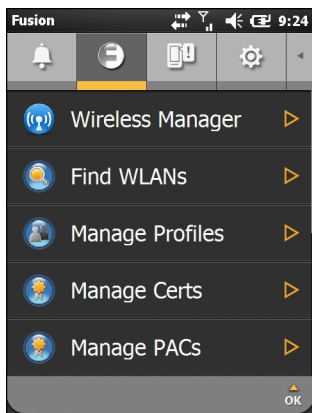 Fusion 9:24
Wireless Manager
Find WLANs
Manage Profiles
Manage Certs
Manage PACs
OK